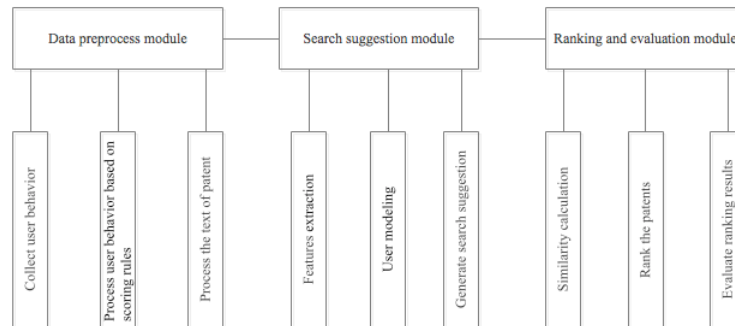 Data preprocess module
Search suggestion module
Ranking and evaluation module
Collect user behavior
Process user behavior based on
scoring rules
Process the text of patent
Features extraction
User modeling
Generate search suggestion
Similarity calculation
Rank the patents
Evaluate ranking results